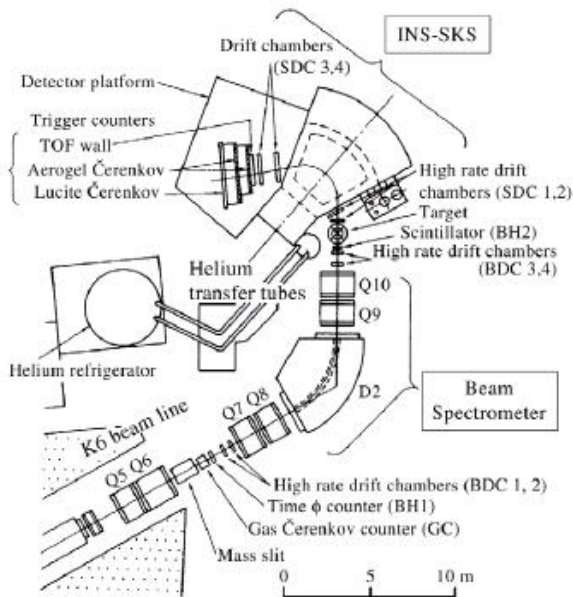 INS-SKS
Drift chambers
(SDC 3,4)
Detector platform
Trigger counters
TOF wall
Aerogel Čerenkov
Lucite Čerenkov
High rate drift
chambers (SDC 1,2)
Target
Scintillator (BH2)
High rate drift chambers
(BDC 3,4)
Helium
transfer tubes
Q10
Q9
Helium refrigerator
D2
Beam
Spectrometer
K6 beam line
Q7 Q8
Q5 Q6
High rate drift chambers (BDC 1, 2)
Time ϕ counter (BH1)
Gas Čerenkov counter (GC)
Mass slit
0 5 10 m